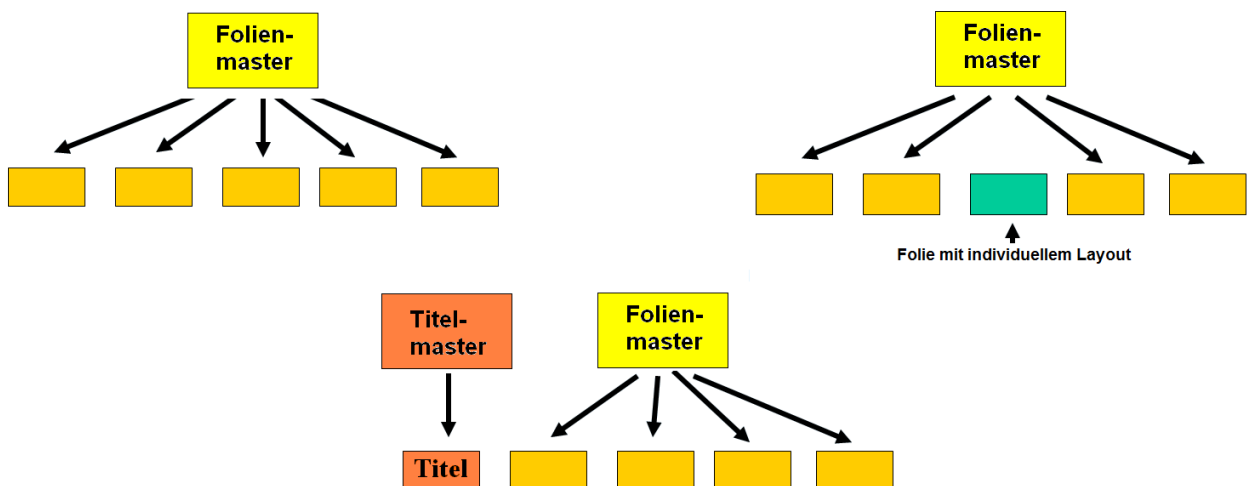 Folien-
master
Folien-
master
Folie mit individuellem Layout
Titel-
master
Folien-
master
Titel